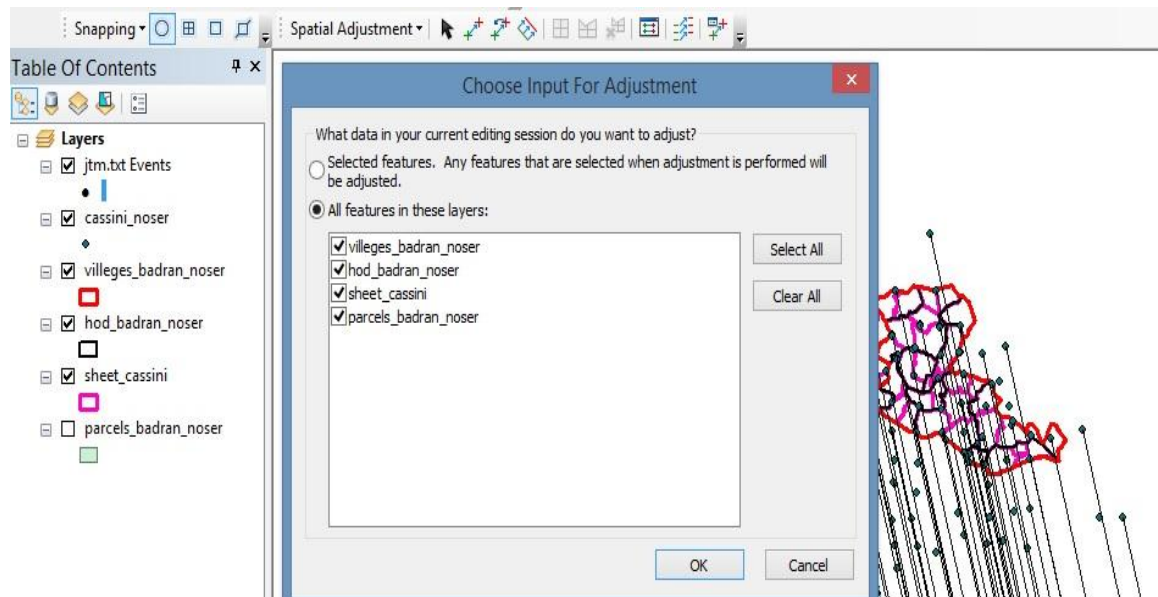 Snapping
Spatial Adjustment
Table Of Contents
Layers
jtm.txt Events
cassini_noser
villeges_badran_noser
hod_badran_noser
sheet_cassini
parcels_badran_noser
Choose Input For Adjustment
What data in your current editing session do you want to adjust?
Selected features. Any features that are selected when adjustment is performed will
be adjusted.
All features in these layers:
villeges_badran_noser
hod_badran_noser
sheet_cassini
parcels_badran_noser
Select All
Clear All
OK
Cancel